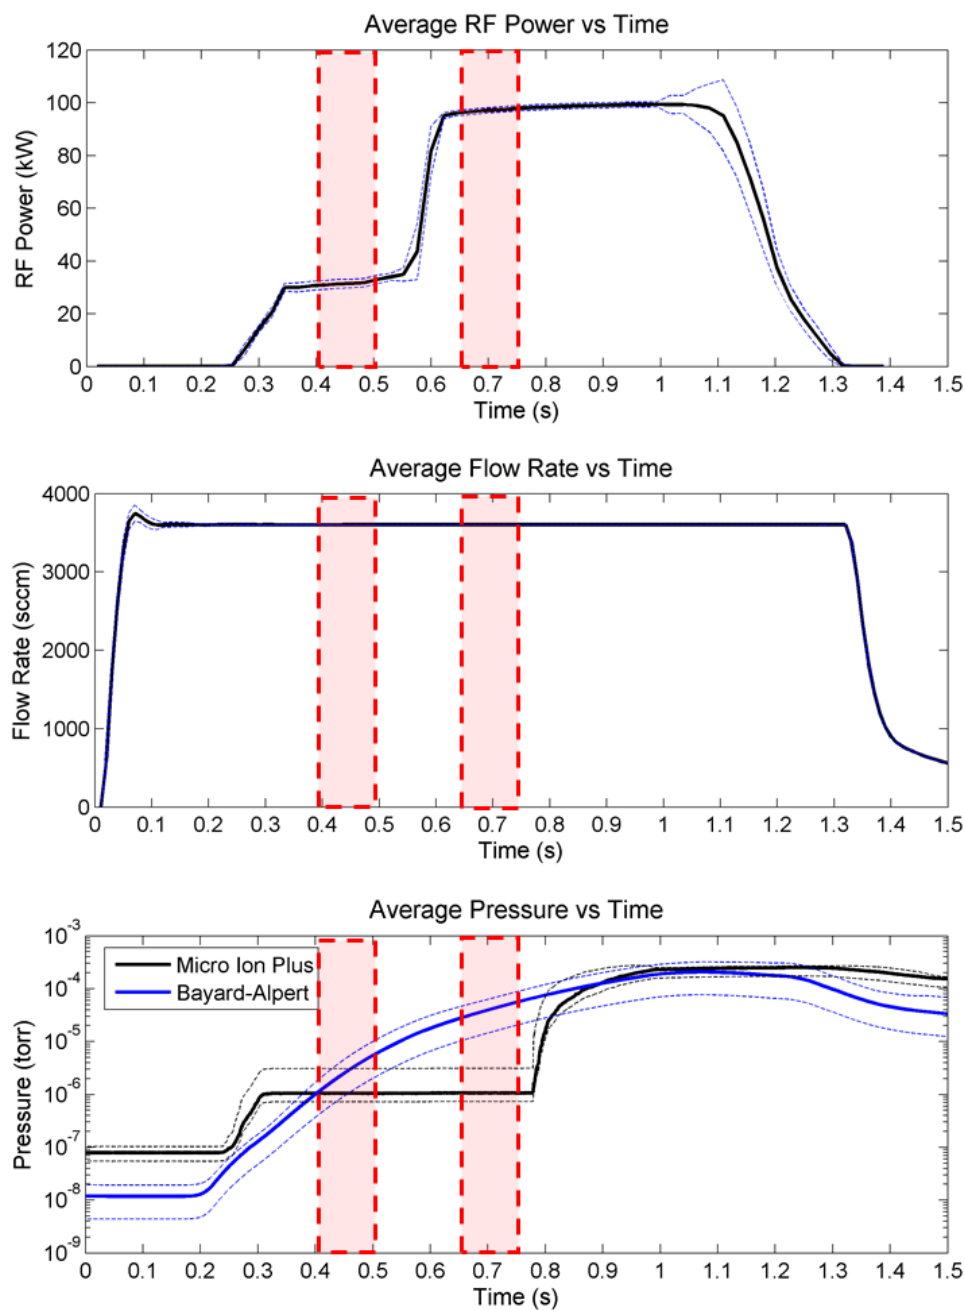 Average RF Power vs Time
120
100
80
60
40
20
0
RF Power (kW)
0 0.1 0.2 0.3 0.4 0.5 0.6 0.7 0.8 0.9 1 1.1 1.2 1.3 1.4 1.5
Time (s)
Average Flow Rate vs Time
4000
3000
2000
1000
0
Flow Rate (sccm)
0 0.1 0.2 0.3 0.4 0.5 0.6 0.7 0.8 0.9 1 1.1 1.2 1.3 1.4 1.5
Time (s)
Average Pressure vs Time
10⁻³
10⁻⁴
10⁻⁵
10⁻⁶
10⁻⁷
10⁻⁸
10⁻⁹
Pressure (torr)
Micro Ion Plus
Bayard-Alpert
0 0.1 0.2 0.3 0.4 0.5 0.6 0.7 0.8 0.9 1 1.1 1.2 1.3 1.4 1.5
Time (s)